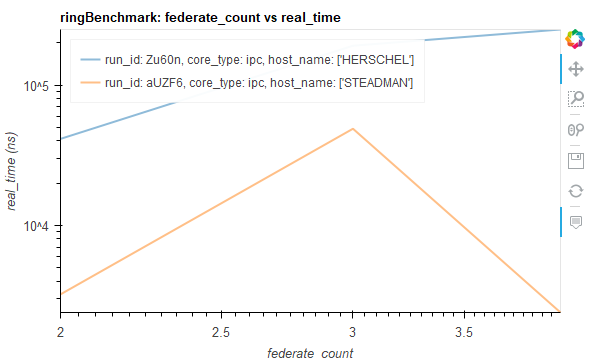 ringBenchmark: federate_count vs real_time
run_id: Zu60n, core_type: ipc, host_name: ['HERSCHEL']
run_id: aUZF6, core_type: ipc, host_name: ['STEADMAN']
10^5
10^4
real_time (ns)
2 2.5 3 3.5
federate_count